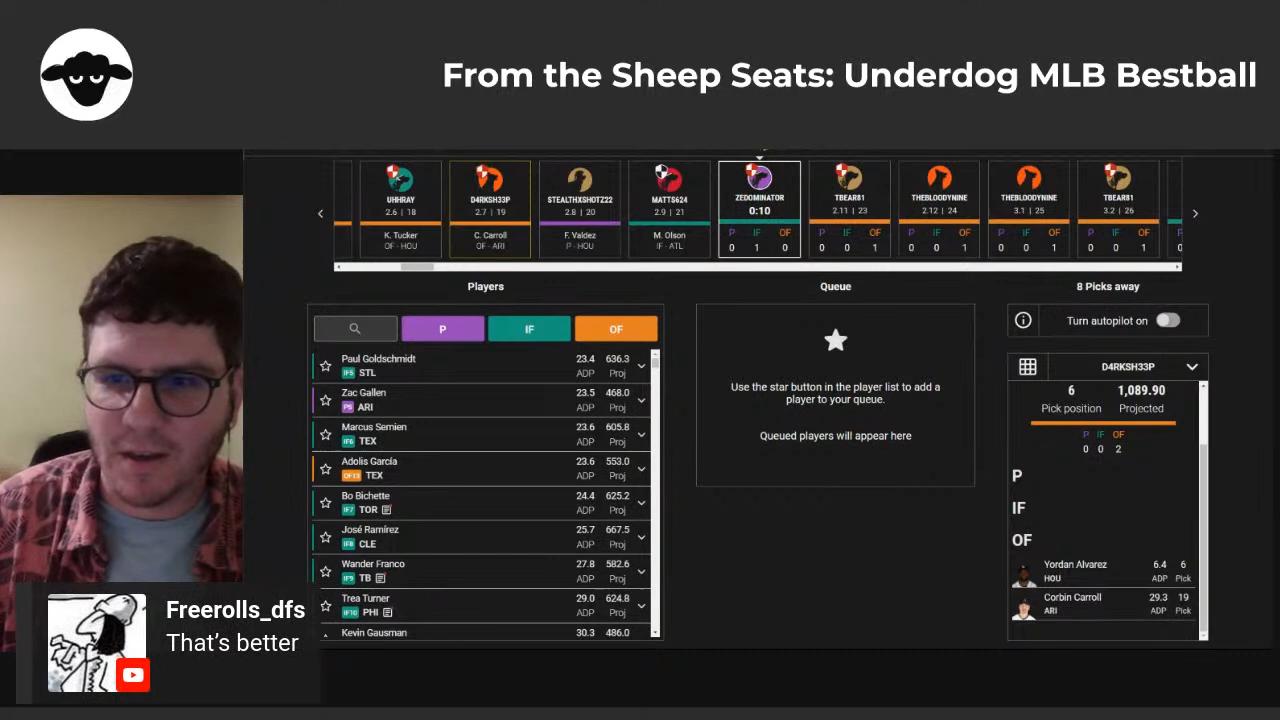 From the Sheep Seats: Underdog MLB Bestball
UHHRAY
2.6 | 18
K. Tucker
OF - HOU
D4RKSH33P
2.7 | 19
C. Carroll
OF - ARI
STEALTHXSHOTZ22
2.8 | 20
F. Valdez
P - HOU
MATTS624
2.9 | 21
M. Olson
IF - ATL
ZEDOMINATOR
0:10
P IF OF
0 1 0
TBEAR81
2.11 | 23
P IF OF
0 0 1
THEBLOODYNINE
2.12 | 24
P IF OF
0 0 1
THEBLOODYNINE
3.1 | 25
P IF OF
0 0 1
TBEAR81
3.2 | 26
P IF OF
0 0 1
P
0
Players
P IF OF
Paul Goldschmidt 23.4 636.3
IF5 STL ADP Proj
Zac Gallen 23.5 468.0
P5 ARI ADP Proj
Marcus Semien 23.6 605.8
IF6 TEX ADP Proj
Adolis García 23.6 553.0
OF13 TEX ADP Proj
Bo Bichette 24.4 625.2
IF7 TOR ADP Proj
José Ramírez 25.7 667.5
IF8 CLE ADP Proj
Wander Franco 27.8 582.6
IF9 TB ADP Proj
Trea Turner 29.0 624.8
IF10 PHI ADP Proj
Kevin Gausman 30.3 486.0
Queue
Use the star button in the player list to add a
player to your queue.
Queued players will appear here
8 Picks away
Turn autopilot on
D4RKSH33P
6 1,089.90
Pick position Projected
P IF OF
0 0 2
P
IF
OF
Yordan Alvarez 6.4 6
HOU ADP Pick
Corbin Carroll 29.3 19
ARI ADP Pick
Freerolls_dfs
That's better